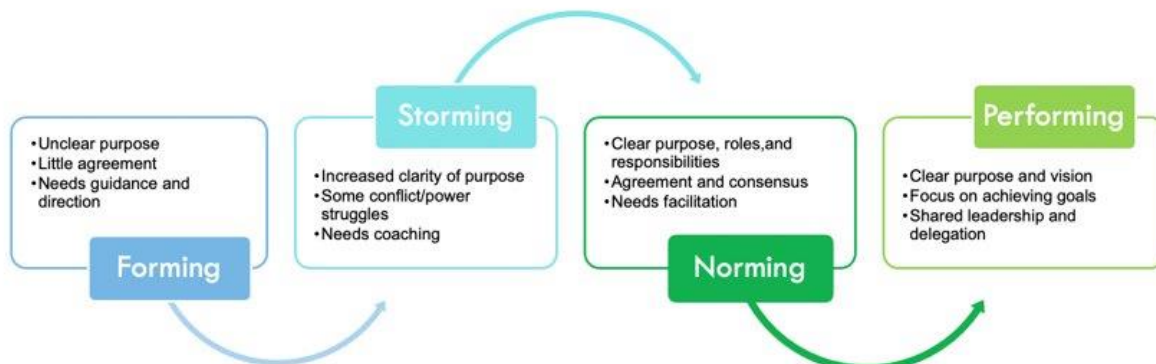 •Unclear purpose
•Little agreement
•Needs guidance and
direction
Forming
Storming
•Increased clarity of purpose
•Some conflict/power
struggles
•Needs coaching
•Clear purpose, roles,and
responsibilities
•Agreement and consensus
•Needs facilitation
Norming
Performing
•Clear purpose and vision
•Focus on achieving goals
•Shared leadership and
delegation